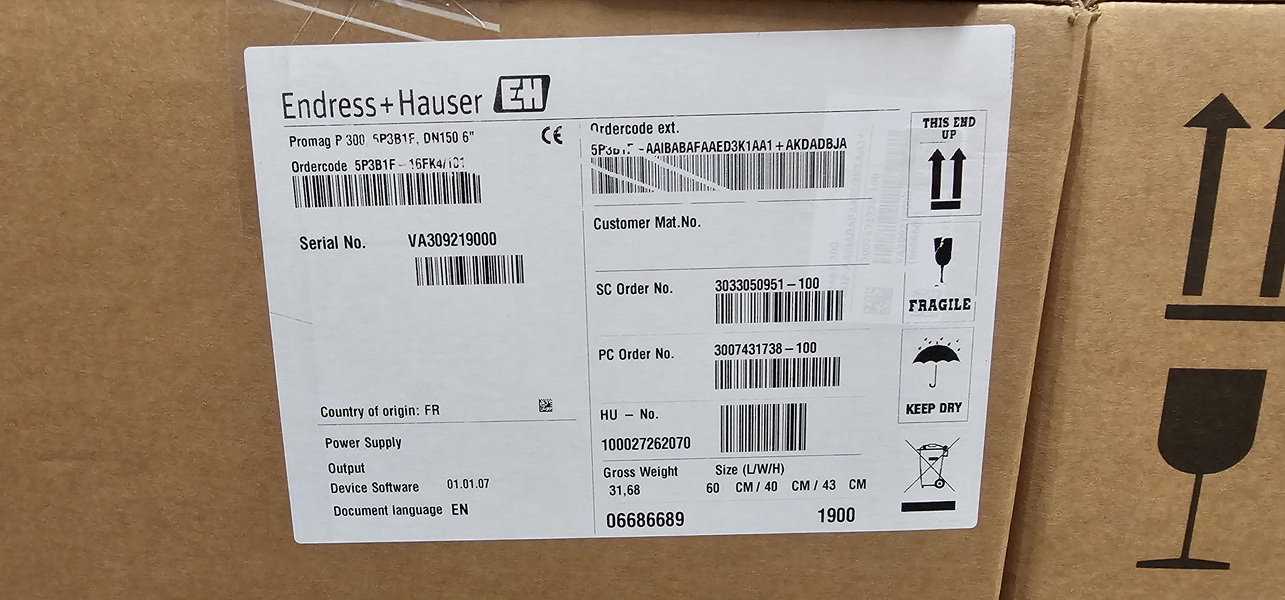 Endress+Hauser EH
Promag P 300, 5P3B1F, DN150 6"
Ordercode 5P3B1F-16FK4/101
Serial No. VA309219000
Country of origin: FR
Power Supply
Output
Device Software 01.01.07
Document language EN
Ordercode ext.
5P3B1F -AAIBABAFAAED3K1AA1+AKDADBJA
Customer Mat.No.
SC Order No. 3033050951-100
PC Order No. 3007431738-100
HU - No.
100027262070
Gross Weight Size (L/W/H)
31,68 60 CM / 40 CM / 43 CM
06686689 1900
THIS END
UP
FRAGILE
KEEP DRY